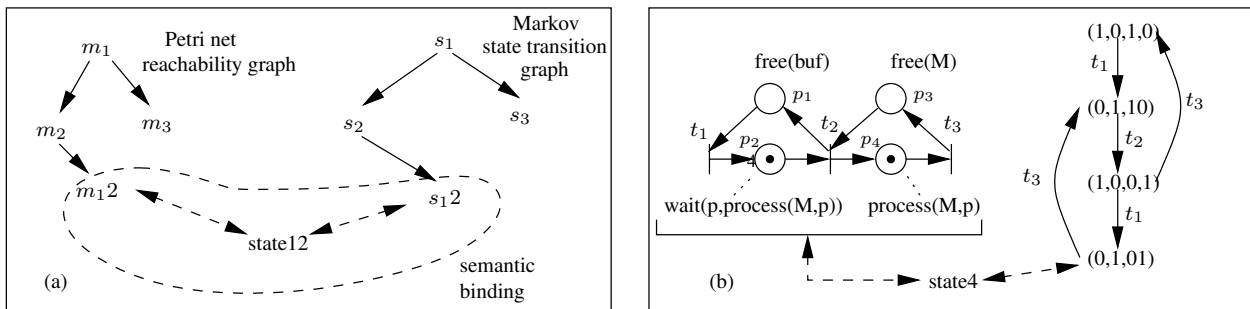 Petri net
reachability graph
m₁
m₂
m₃
m₁2
Markov
state transition
graph
s₁
s₂
s₃
s₁2
state12
semantic
binding
(a)
free(buf)
free(M)
p₁
p₃
t₁
t₂
t₃
p₂
4
p₄
wait(p,process(M,p))
process(M,p)
(b)
state4
(1,0,1,0)
t₁
(0,1,10)
t₃
t₂
(1,0,0,1)
t₃
t₁
(0,1,01)